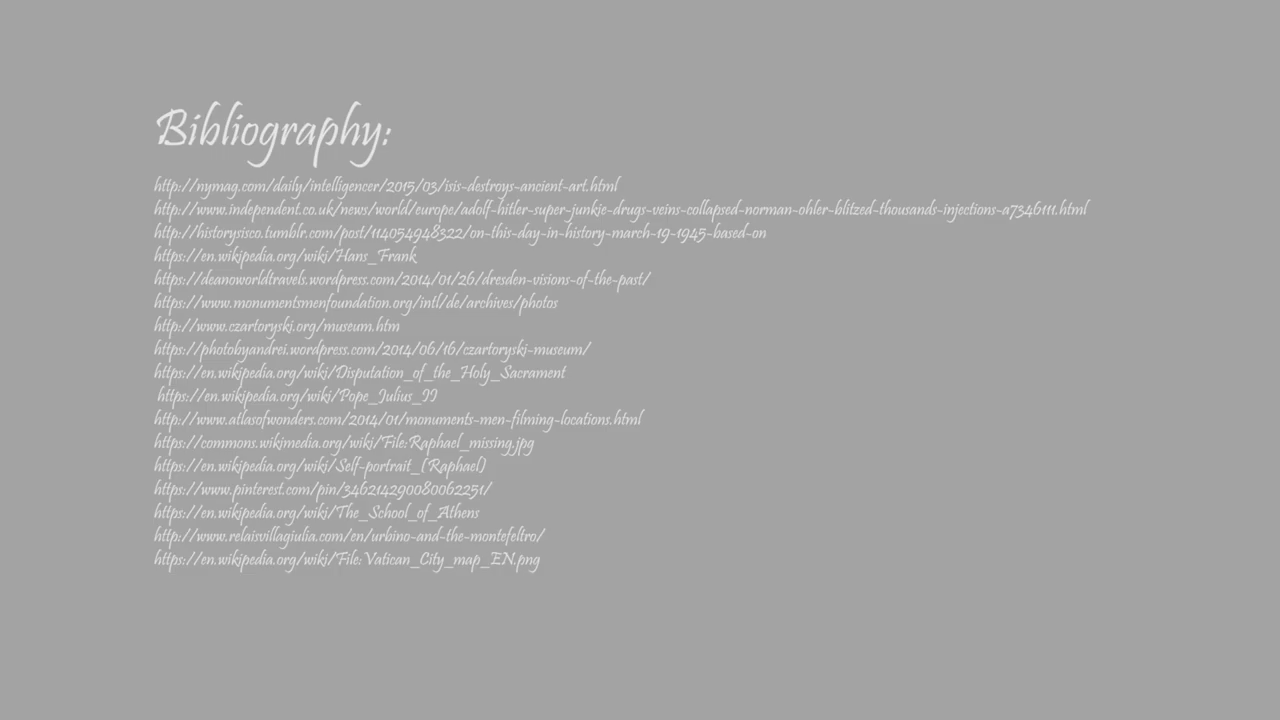 Bibliography:
http://nymag.com/daily/intelligencer/2015/03/isis-destroys-ancient-art.html
http://www.independent.co.uk/news/world/europe/adolf-hitler-super-junkie-drugs-veins-collapsed-norman-ohler-blitzed-thousands-injections-a7346111.html
http://historysisco.tumblr.com/post/114054948322/on-this-day-in-history-march-19-1945-based-on
https://en.wikipedia.org/wiki/Hans_Frank
https://deanoworldtravels.wordpress.com/2014/01/26/dresden-visions-of-the-past/
https://www.monumentsmenfoundation.org/intl/de/archives/photos
http://www.czartoryski.org/museum.htm
https://photobyandrei.wordpress.com/2014/06/16/czartoryski-museum/
https://en.wikipedia.org/wiki/Disputation_of_the_Holy_Sacrament
https://en.wikipedia.org/wiki/Pope_Julius_II
http://www.atlasofwonders.com/2014/01/monuments-men-filming-locations.html
https://commons.wikimedia.org/wiki/File:Raphael_missing.jpg
https://en.wikipedia.org/wiki/Self-portrait_(Raphael)
https://www.pinterest.com/pin/346214290080062251/
https://en.wikipedia.org/wiki/The_School_of_Athens
http://www.relaisvillagiulia.com/en/urbino-and-the-montefeltro/
https://en.wikipedia.org/wiki/File:Vatican_City_map_EN.png